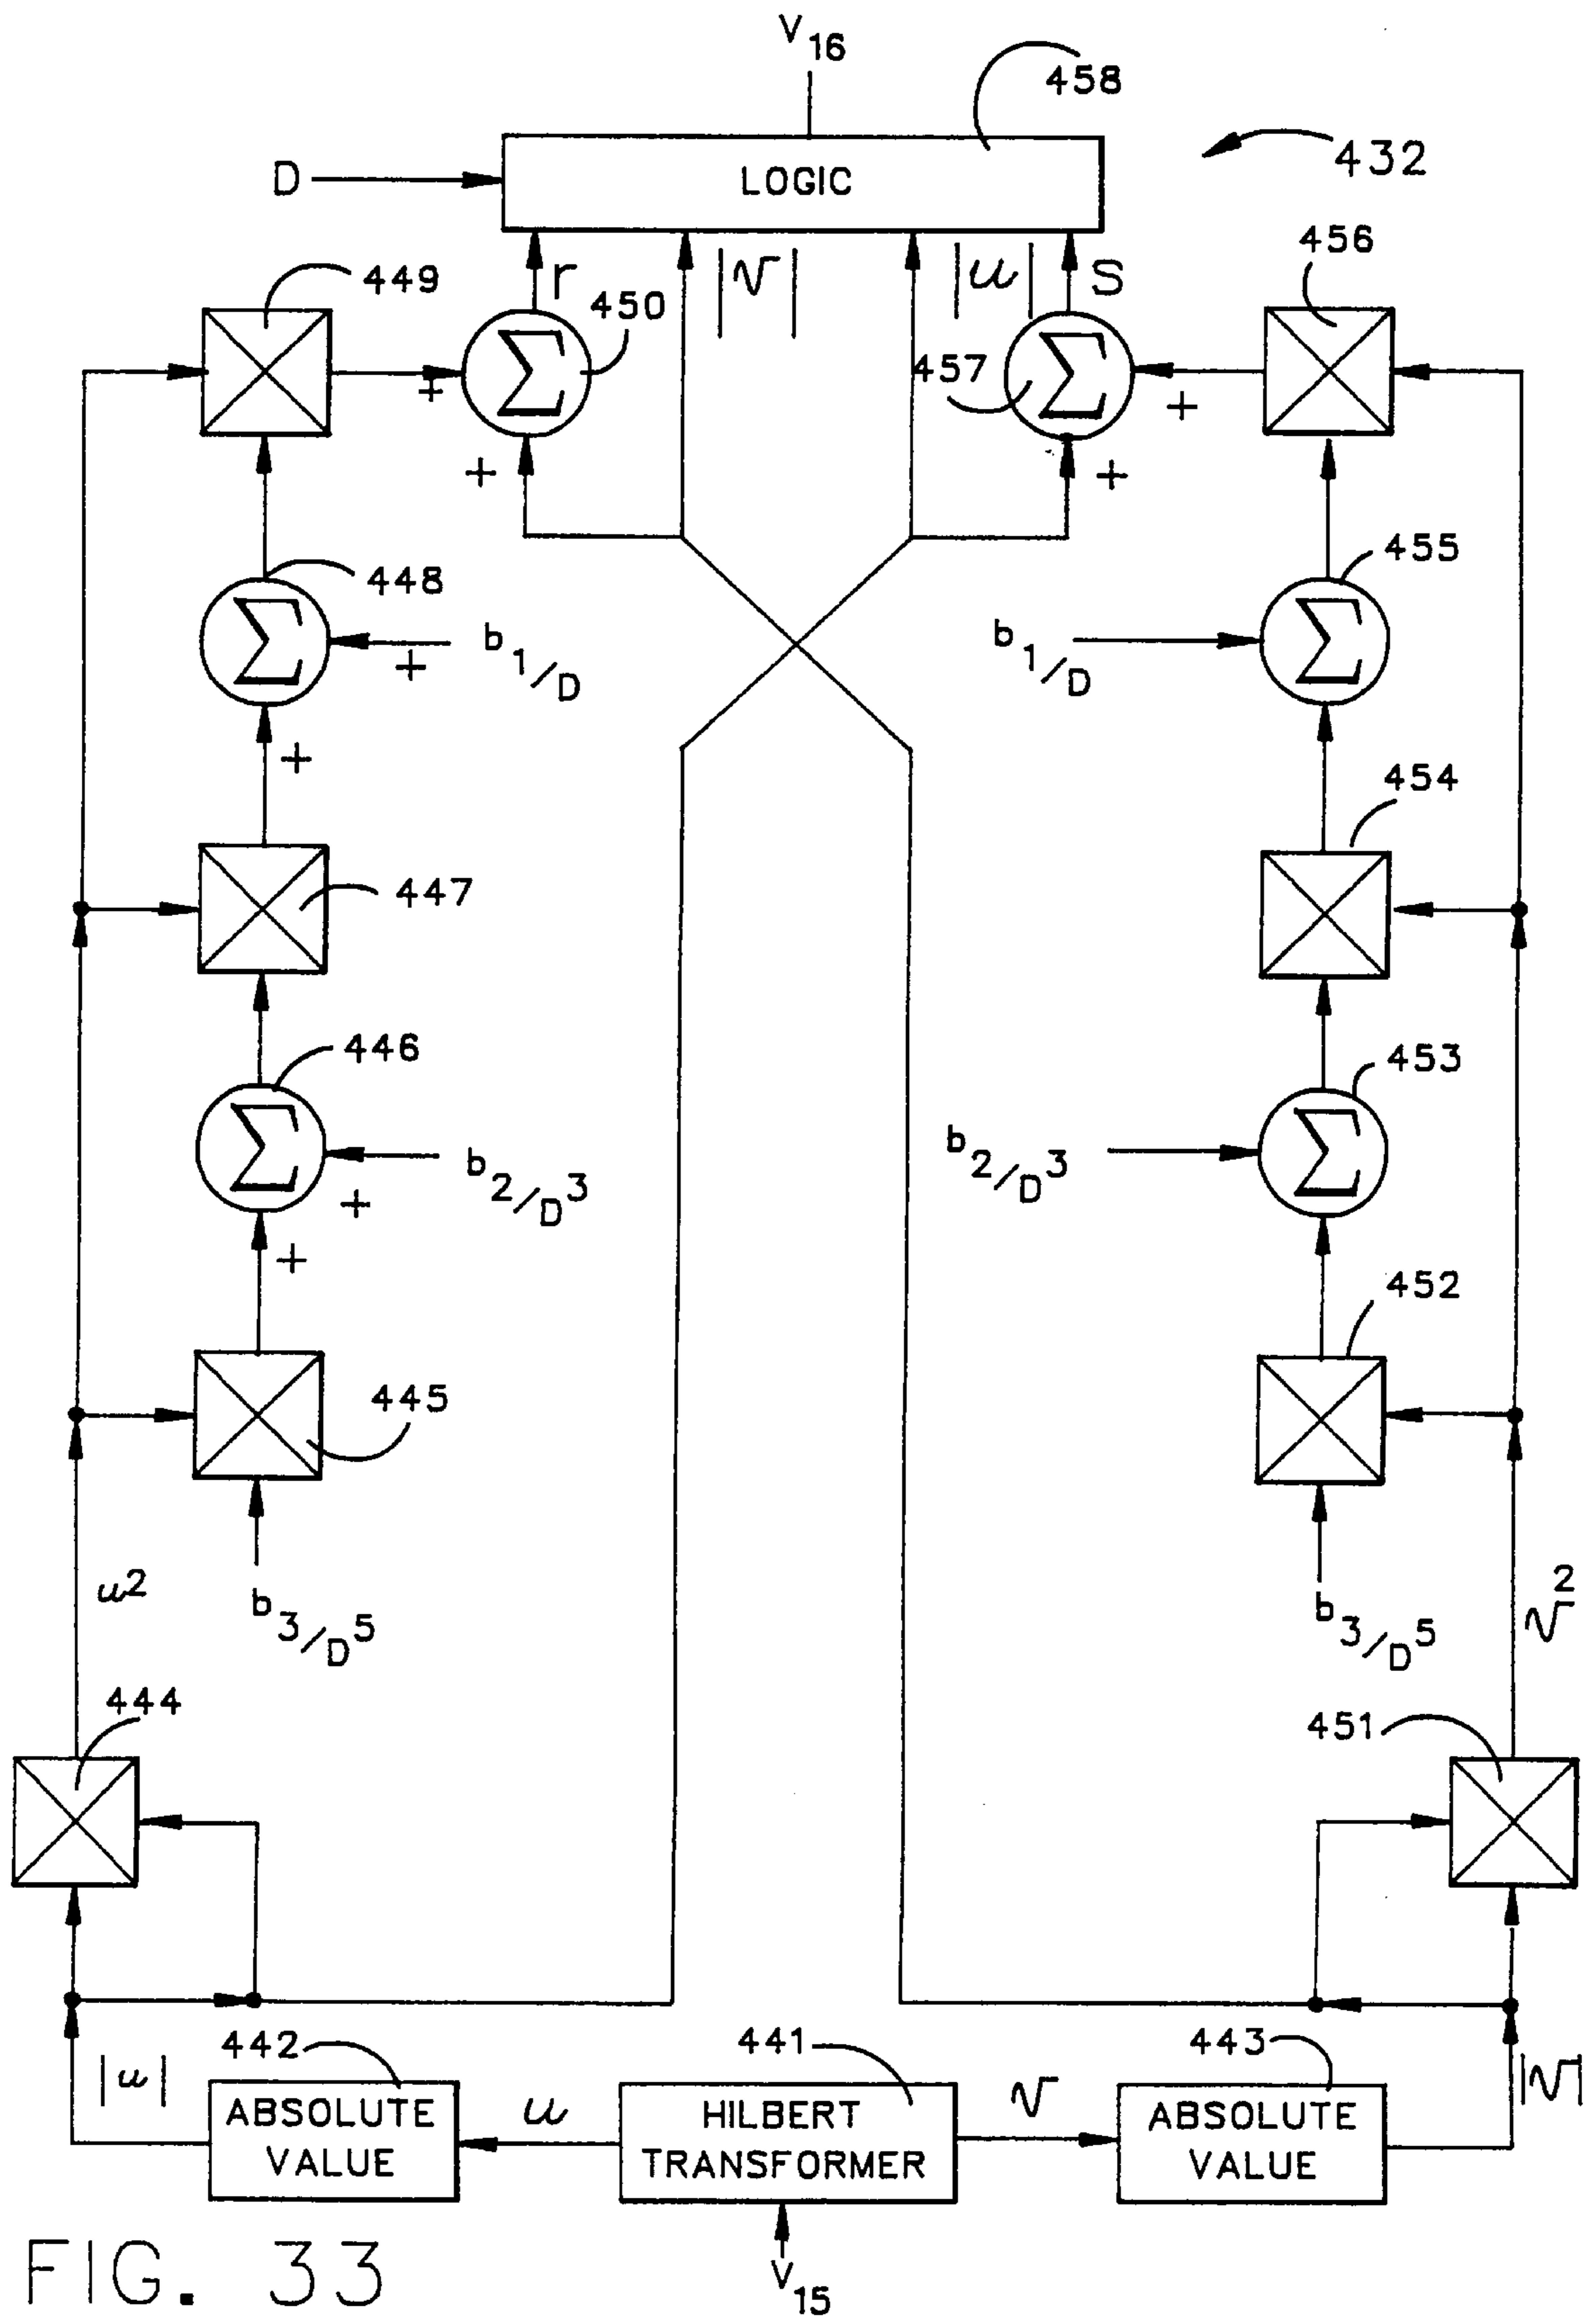 V16
458
D
LOGIC
432
456
449
r
450
|v|
|u|
S
457
Σ
Σ
+
+
+
+
448
455
Σ
+
b1/D
b1/D
Σ
+
454
447
446
453
Σ
b2/D3
+
b2/D3
Σ
+
452
445
u2
b3/D5
b3/D5
v2
444
451
442
441
443
|u|
ABSOLUTE
VALUE
u
HILBERT
TRANSFORMER
v
ABSOLUTE
VALUE
|v|
V15
FIG. 33